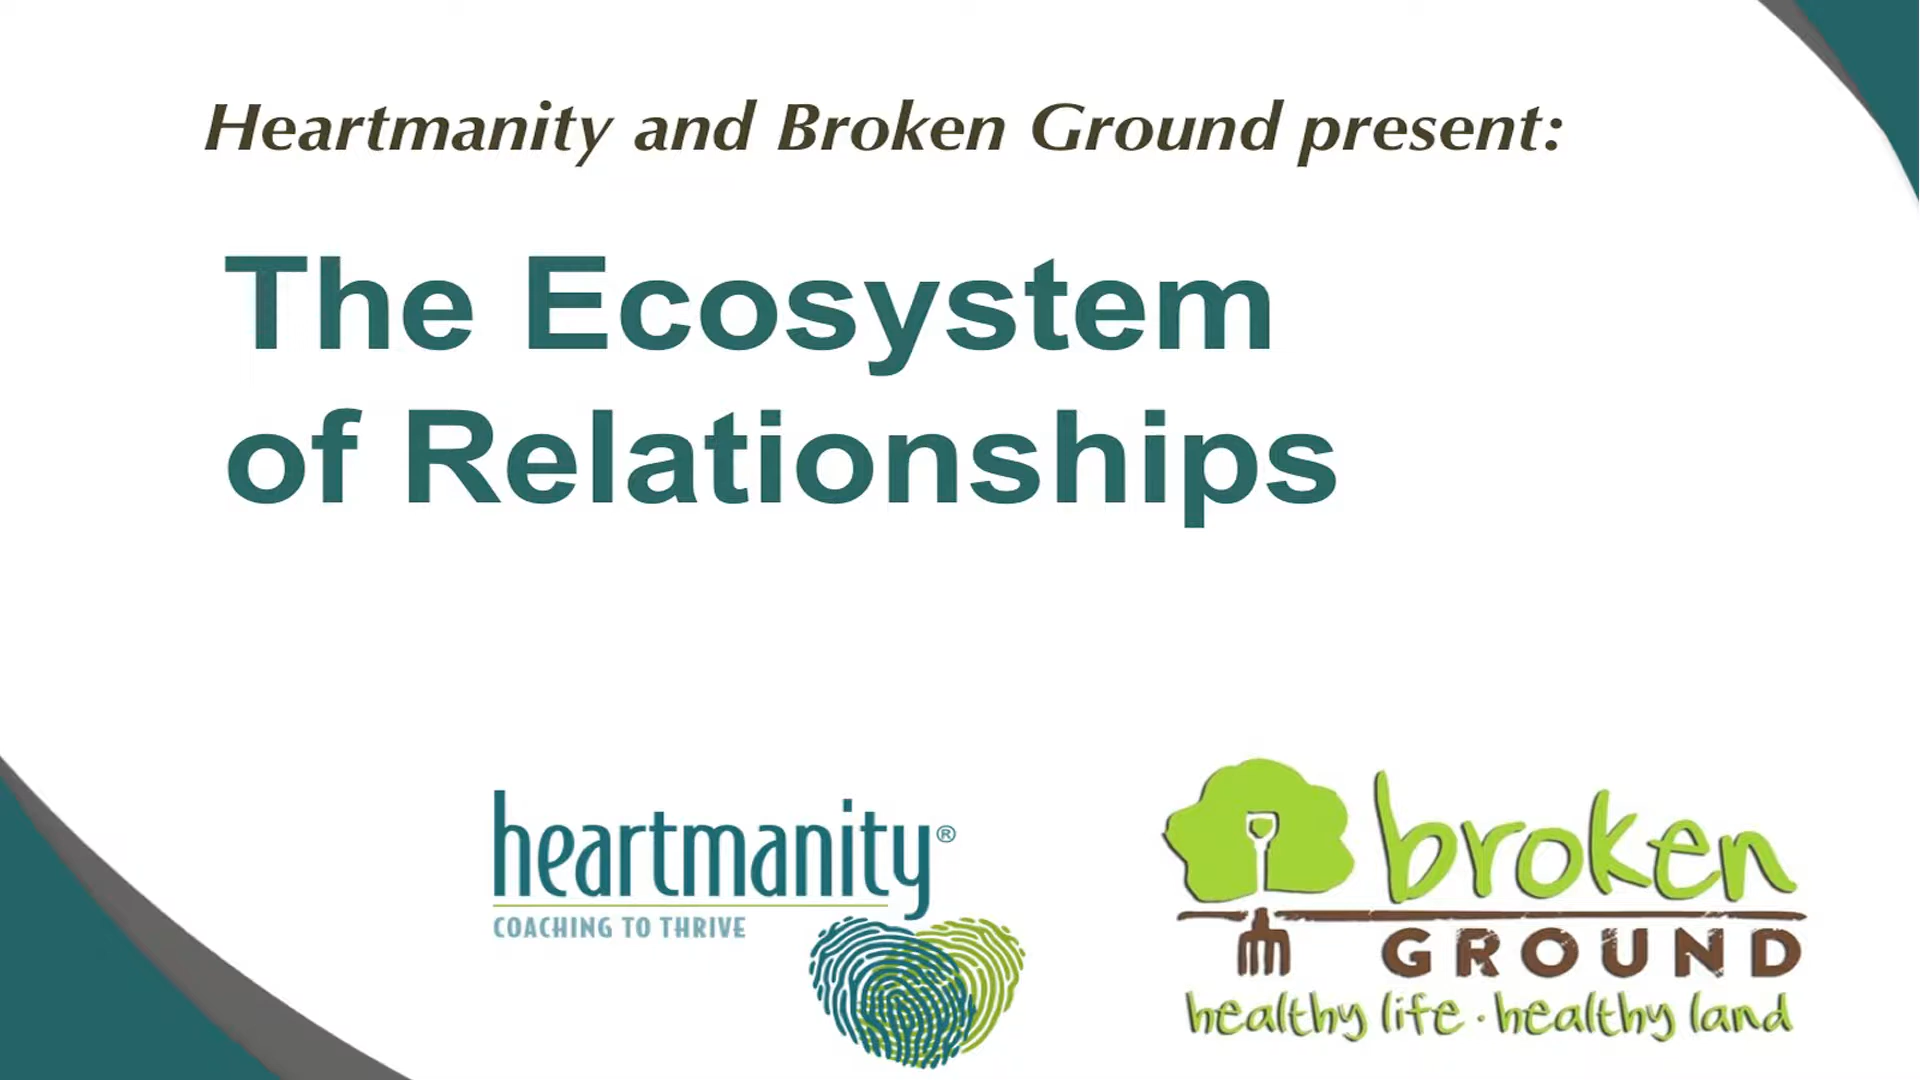 Heartmanity and Broken Ground present:
The Ecosystem
of Relationships
heartmanity®
COACHING TO THRIVE
broken
GROUND
healthy life · healthy land